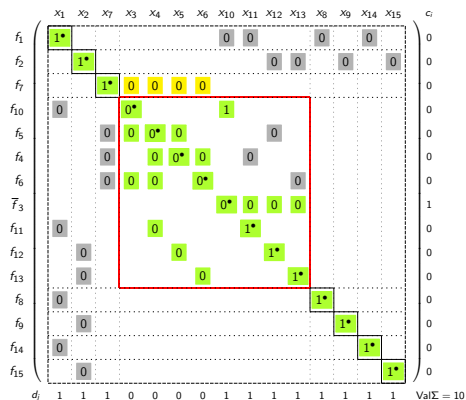 x1 x2 x7 x3 x4 x5 x6 x10 x11 x12 x13 x8 x9 x14 x15 ci
f1 1• 0 0 0 0 0
f2 1• 0 0 0 0 0
f7 1• 0 0 0 0 0
f10 0 0• 1 0
f5 0 0 0• 0 0 0
f4 0 0 0• 0 0 0
f6 0 0 0 0• 0 0
F̅3 0• 0 0 0 1
f11 0 0 1• 0
f12 0 0 1• 0
f13 0 0 1• 0
f8 0 1• 0
f9 0 1• 0
f14 0 1• 0
f15 0 1• 0
di 1 1 1 1 1 1 1 1 1 1 1 1 1 1 1 ValΣ = 10